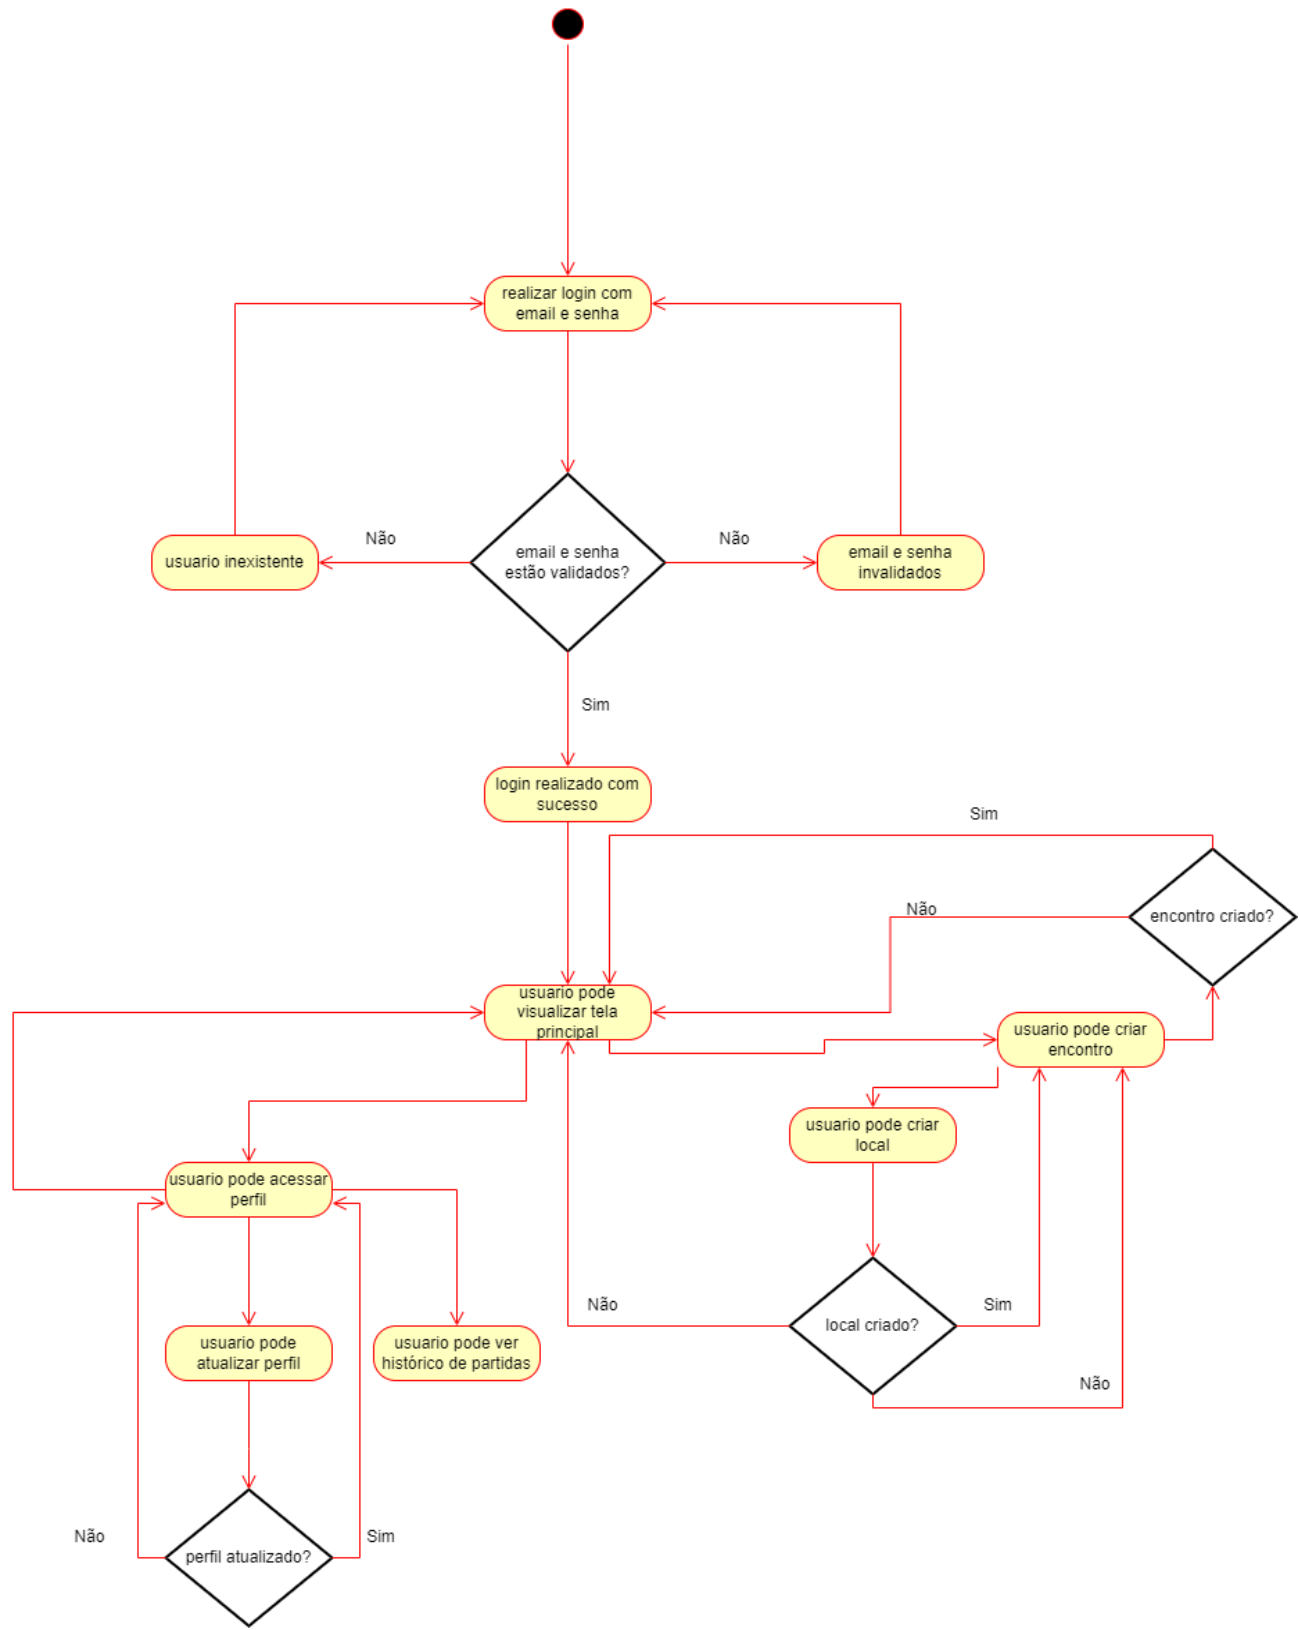 realizar login com
email e senha
Não
Não
usuario inexistente
email e senha
estão validados?
email e senha
invalidados
Sim
login realizado com
sucesso
Sim
Não
encontro criado?
usuario pode
visualizar tela
principal
usuario pode criar
encontro
usuario pode criar
local
usuario pode acessar
perfil
Não
Sim
local criado?
usuario pode
atualizar perfil
usuario pode ver
histórico de partidas
Não
Não
Sim
perfil atualizado?